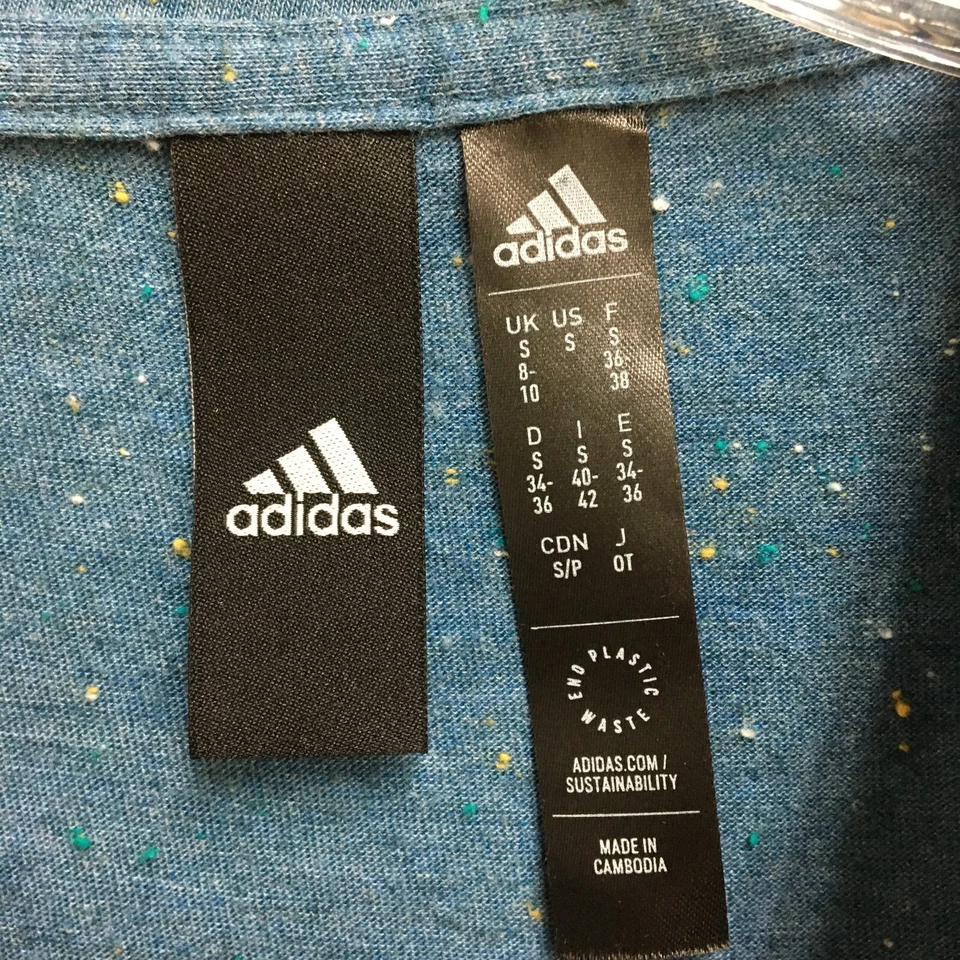 adidas
adidas
UK US F
S S S
8- 36-
10 38
D I E
S S S
34- 40- 34-
36 42 36
CDN J
S/P OT
END PLASTIC WASTE
ADIDAS.COM /
SUSTAINABILITY
MADE IN
CAMBODIA